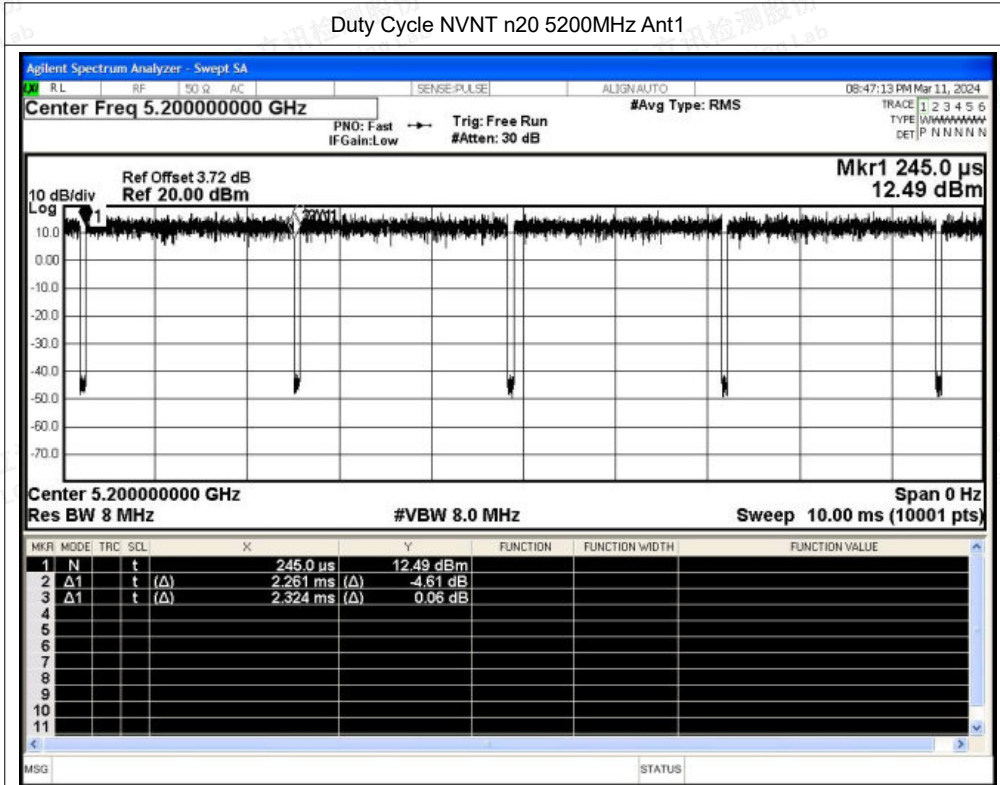 Duty Cycle NVNT n20 5200MHz Ant1
Agilent Spectrum Analyzer - Swept SA
RL RF 50 Ω AC SENSE:PULSE ALIGNAUTO 08:47:13 PM Mar 11, 2024
Center Freq 5.200000000 GHz #Avg Type: RMS TRACE 1 2 3 4 5 6
PNO: Fast Trig: Free Run TYPE
IFGain:Low #Atten: 30 dB DET P N N N N N
Mkr1 245.0 µs
Ref Offset 3.72 dB
10 dB/div Ref 20.00 dBm 12.49 dBm
Log
1
10.0
0.00
-10.0
-20.0
-30.0
-40.0
-50.0
-60.0
-70.0
Center 5.200000000 GHz Span 0 Hz
Res BW 8 MHz #VBW 8.0 MHz Sweep 10.00 ms (10001 pts)
MKR MODE TRC SCL X Y FUNCTION FUNCTION WIDTH FUNCTION VALUE
1 N t 245.0 µs 12.49 dBm
2 Δ1 t (Δ) 2.261 ms (Δ) -4.61 dB
3 Δ1 t (Δ) 2.324 ms (Δ) 0.06 dB
4
5
6
7
8
9
10
11
MSG STATUS